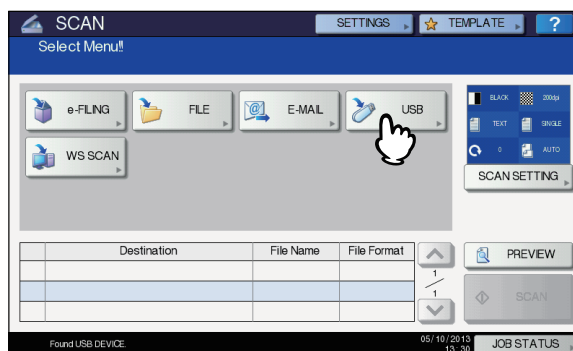 SCAN
SETTINGS
TEMPLATE
?
Select Menu!!
e-FILING
FILE
E-MAIL
USB
WS SCAN
BLACK
200dpi
TEXT
SINGLE
0
AUTO
SCAN SETTING
Destination File Name File Format
1
1
PREVIEW
SCAN
Found USB DEVICE.
05/10/2013
13:30
JOB STATUS